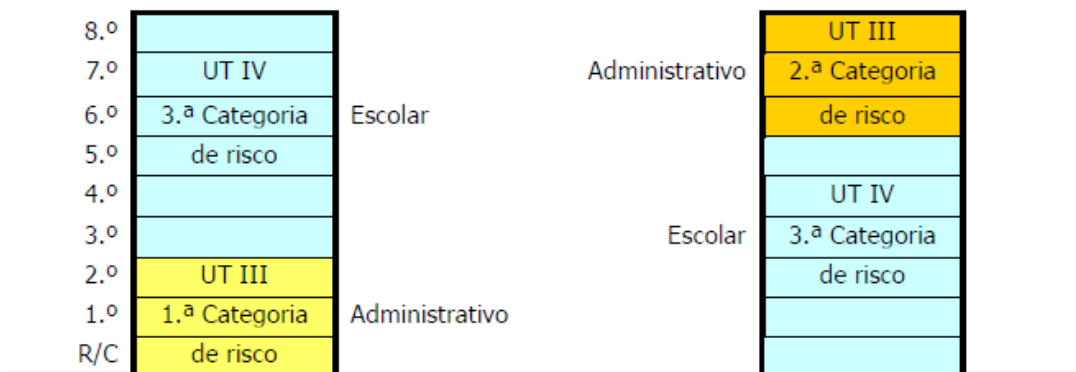 8.º UT III
7.º UT IV Administrativo 2.ª Categoria
6.º 3.ª Categoria Escolar de risco
5.º de risco
4.º UT IV
3.º Escolar 3.ª Categoria
2.º UT III de risco
1.º 1.ª Categoria Administrativo
R/C de risco